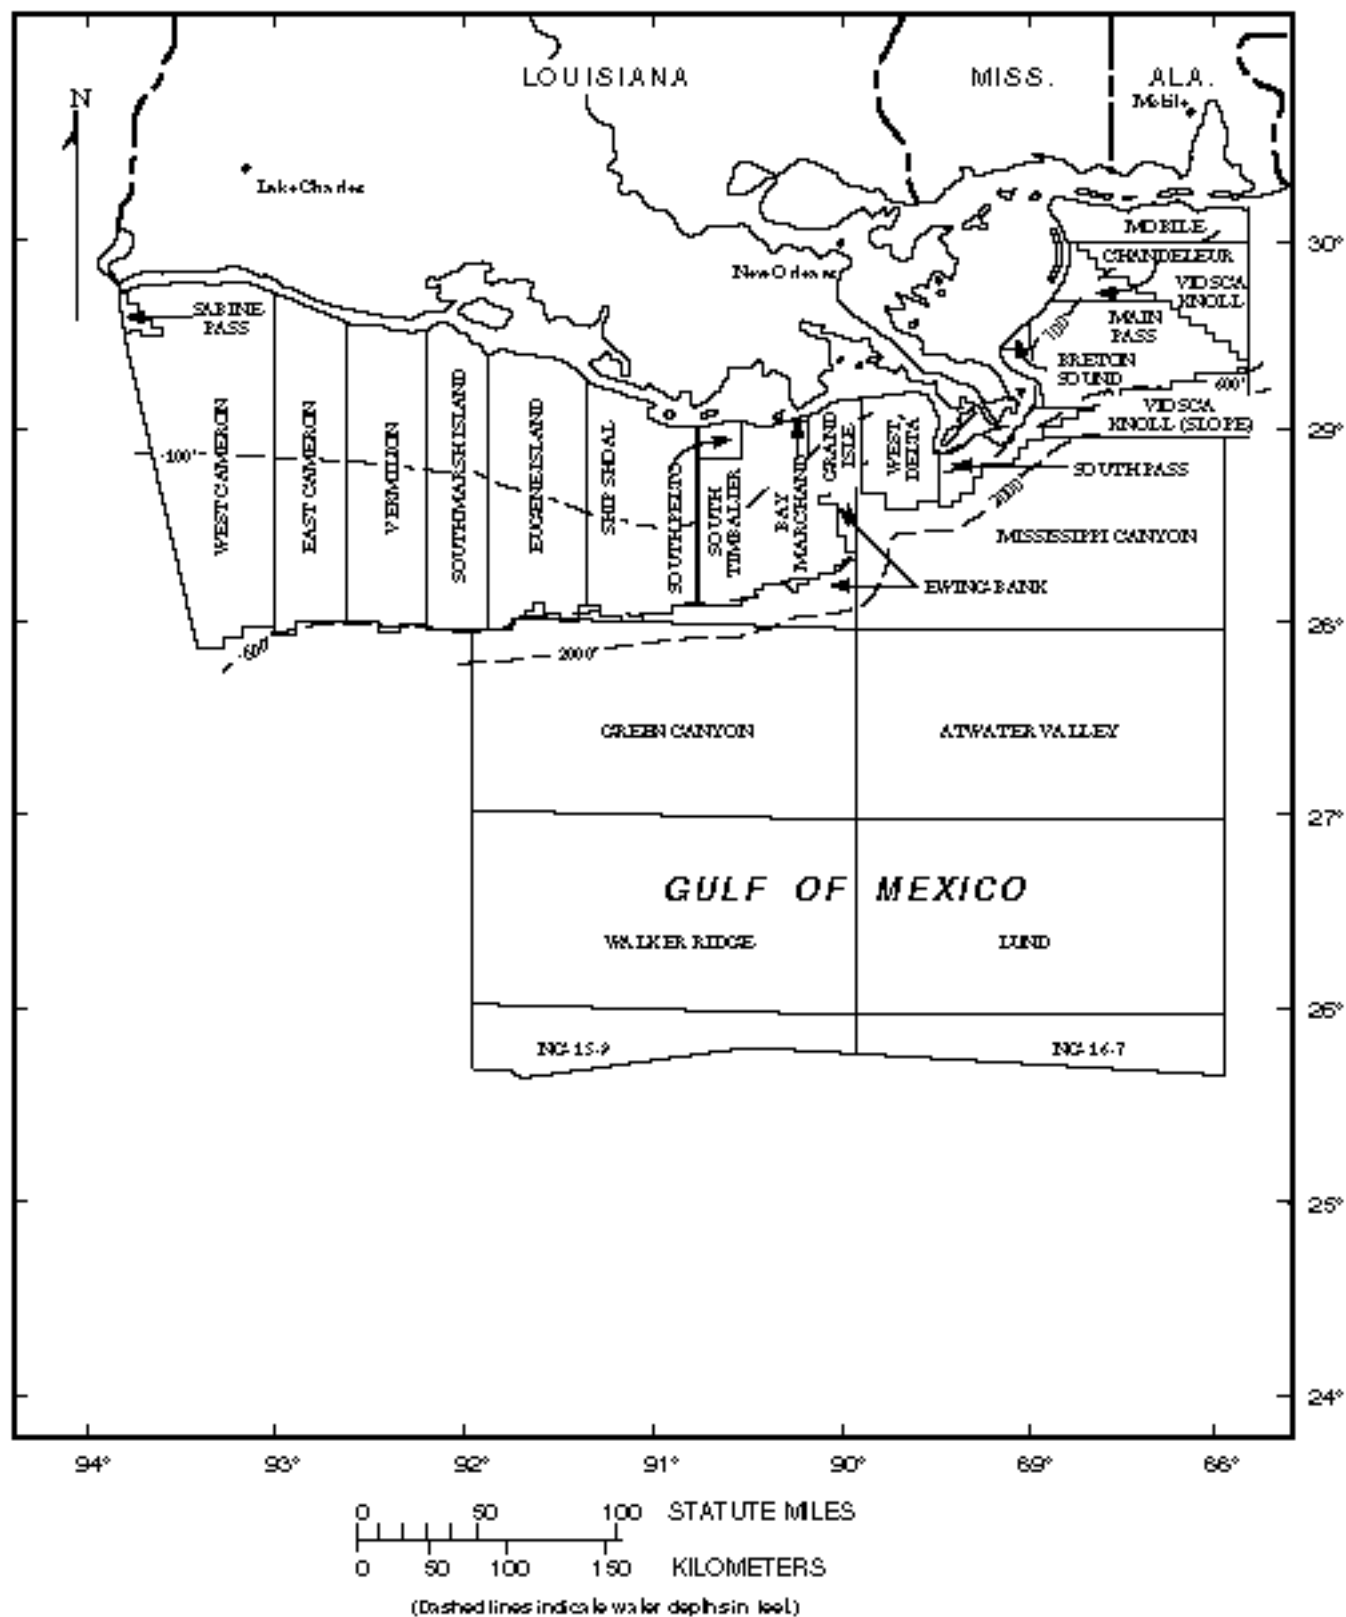 LOUISIANA
MISS.
ALA.
N
Mobile
Lake Charles
New Orleans
MOBILE
CHANDELEUR
VIOSCA
KNOLL
MAIN
PASS
BRETON
SOUND
VIOSCA
KNOLL (SLOPE)
SABINE
PASS
WEST CAMERON
EAST CAMERON
VERMILION
SOUTH MARSH ISLAND
EUGENE ISLAND
SHIP SHOAL
SOUTH PELTO
SOUTH
TIMBALIER
BAY
MARCHAND
GRAND
ISLE
WEST
DELTA
SOUTH PASS
MISSISSIPPI CANYON
EWING BANK
100'
100'
600'
600'
2000'
2000'
GREEN CANYON
ATWATER VALLEY
GULF OF MEXICO
WALKER RIDGE
LUND
NG-15-9
NG-16-7
30°
29°
28°
27°
26°
25°
24°
94°
93°
92°
91°
90°
89°
88°
0 50 100 STATUTE MILES
0 50 100 150 KILOMETERS
(Dashed lines indicate water depths in feet.)